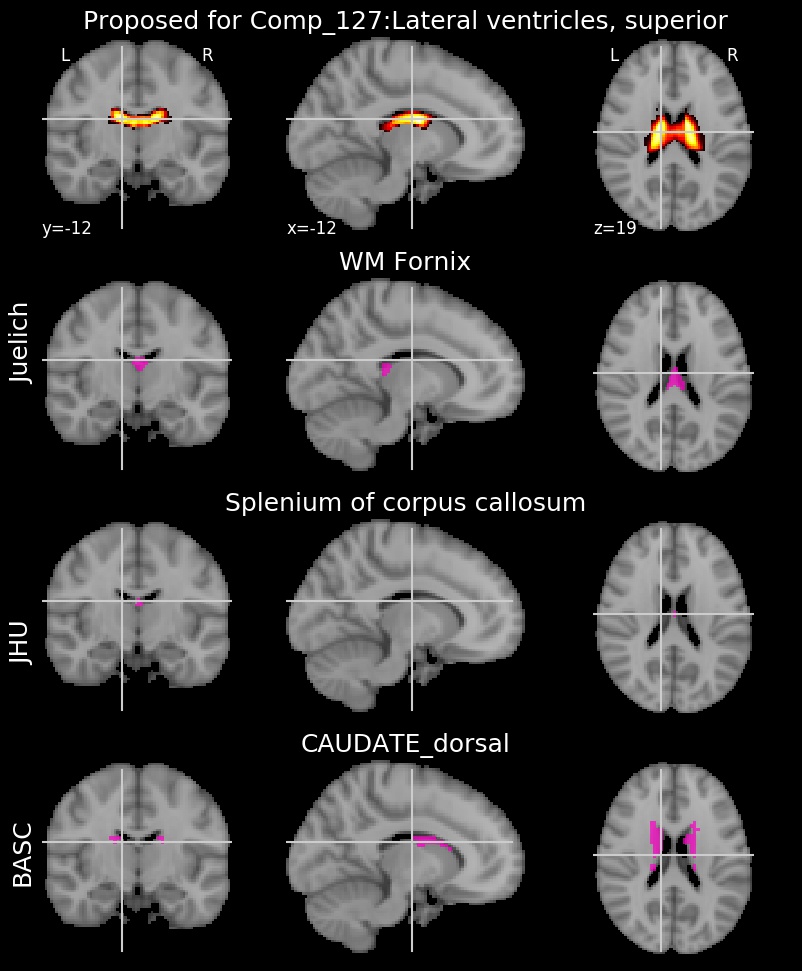 Proposed for Comp_127:Lateral ventricles, superior
L R L R
y=-12 x=-12 z=19
WM Fornix
Juelich
Splenium of corpus callosum
JHU
CAUDATE_dorsal
BASC